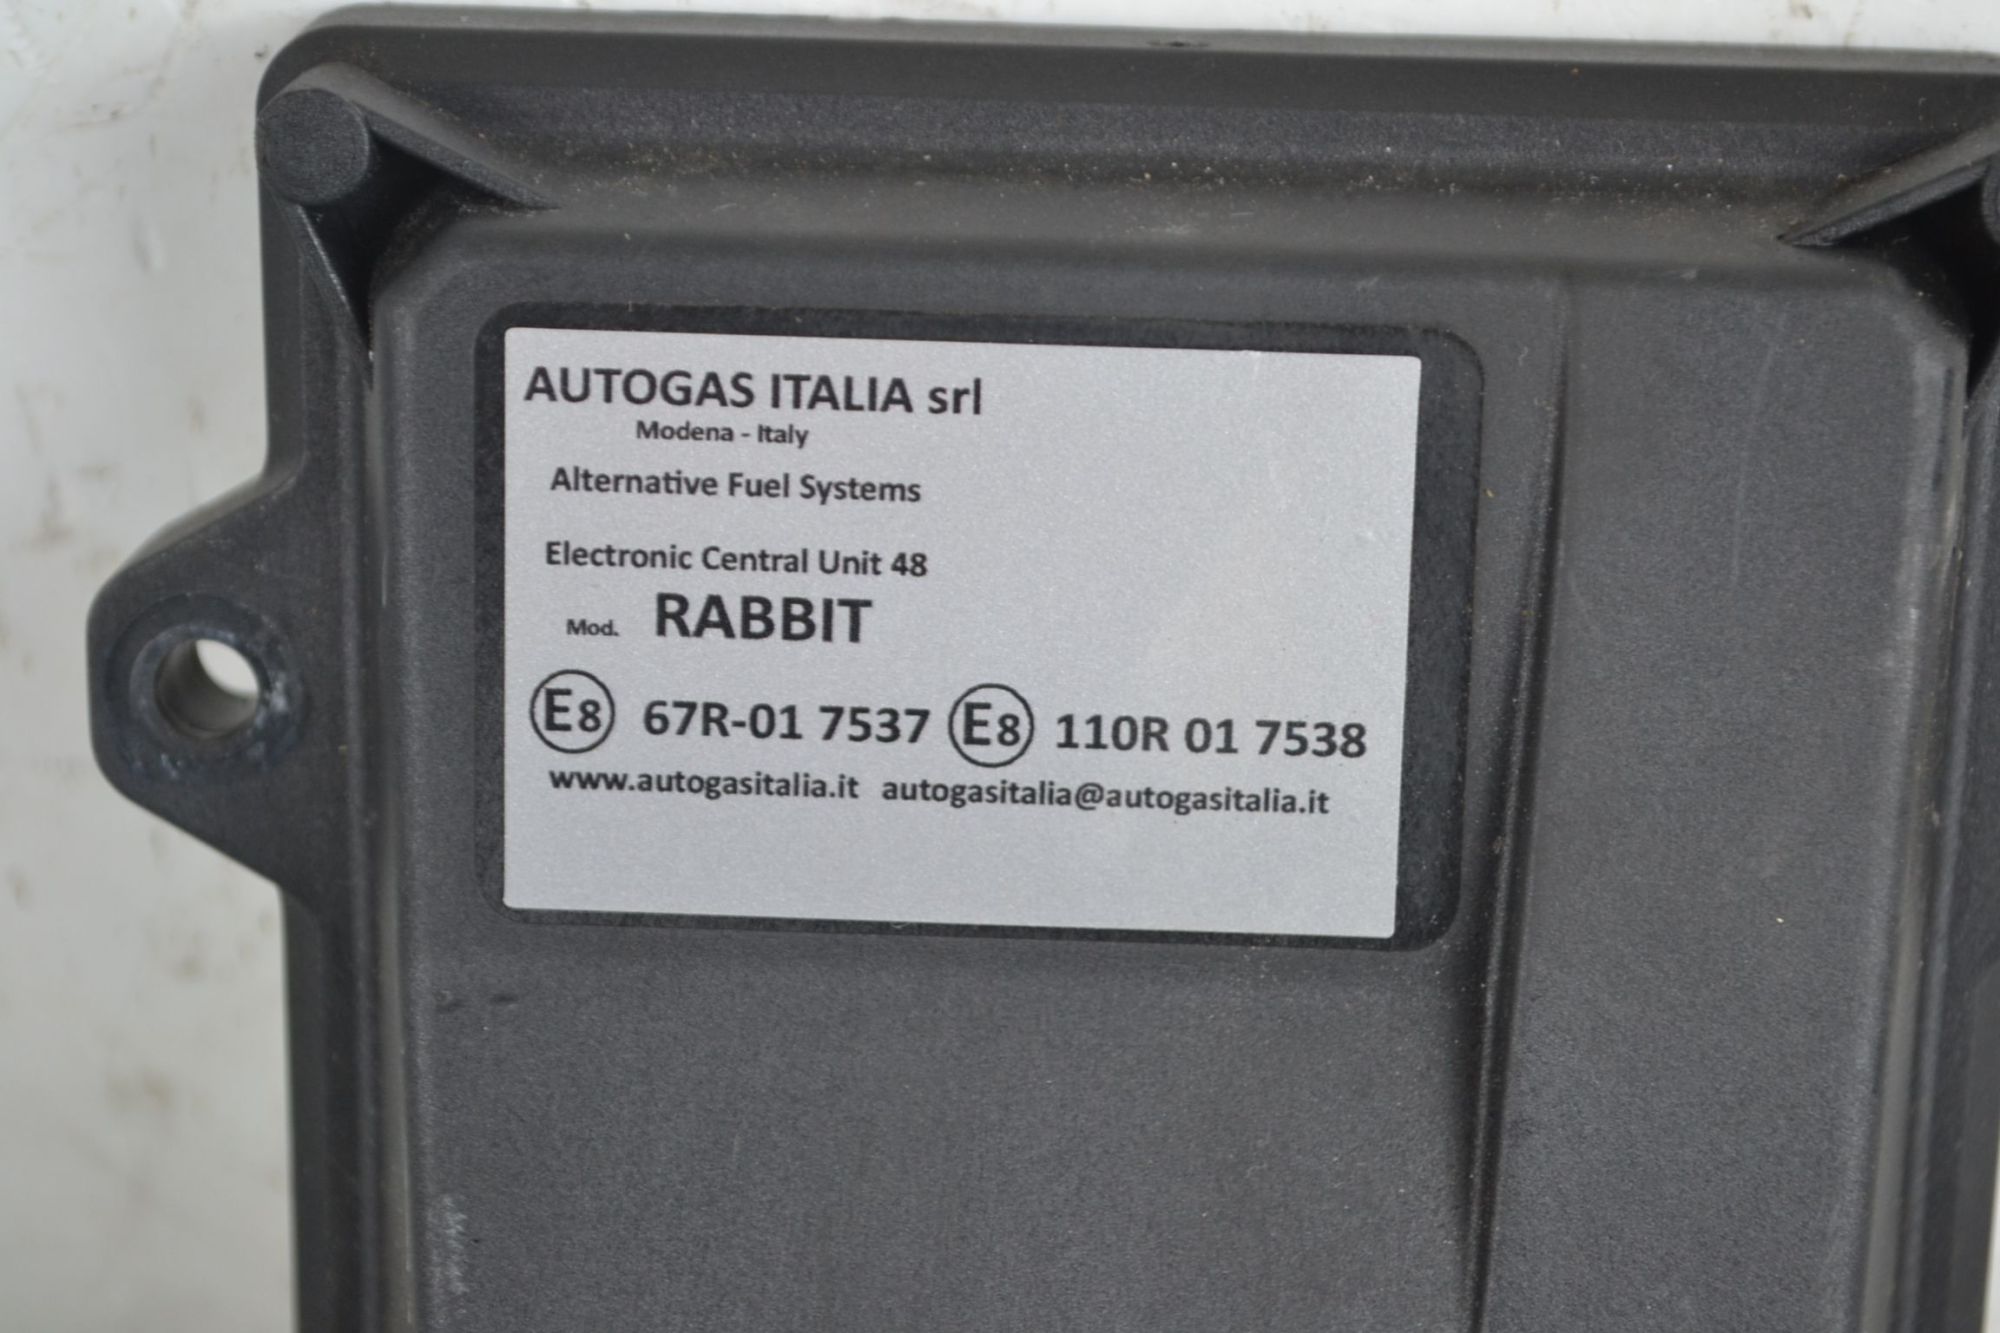 AUTOGAS ITALIA srl
Modena - Italy
Alternative Fuel Systems
Electronic Central Unit 48
Mod. RABBIT
E8 67R-01 7537 E8 110R 01 7538
www.autogasitalia.it autogasitalia@autogasitalia.it